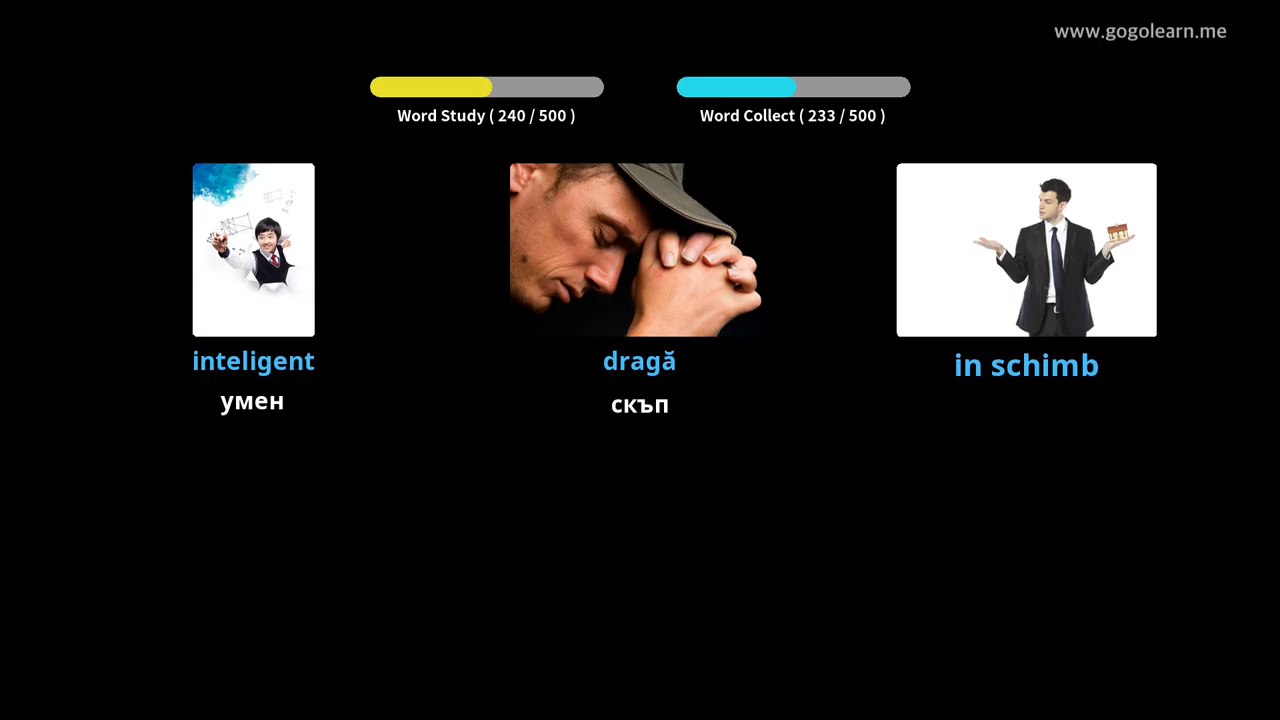 www.gogolearn.me
Word Study ( 240 / 500 )
Word Collect ( 233 / 500 )
inteligent
dragă
in schimb
умен
скъп